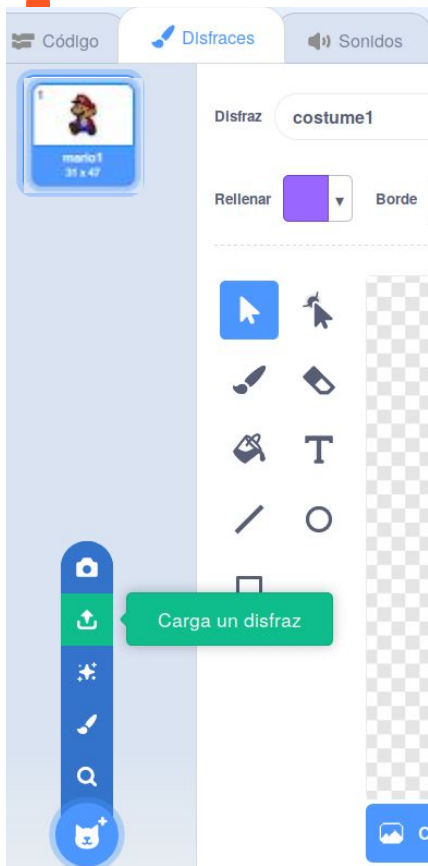 Código
Disfraces
Sonidos
1
mario1
31 x 47
Disfraz
costume1
Rellenar
Borde
Carga un disfraz
C